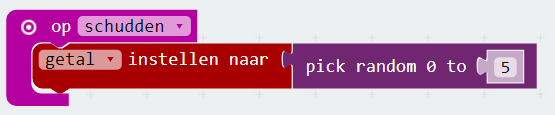 op schudden
getal instellen naar pick random 0 to 5